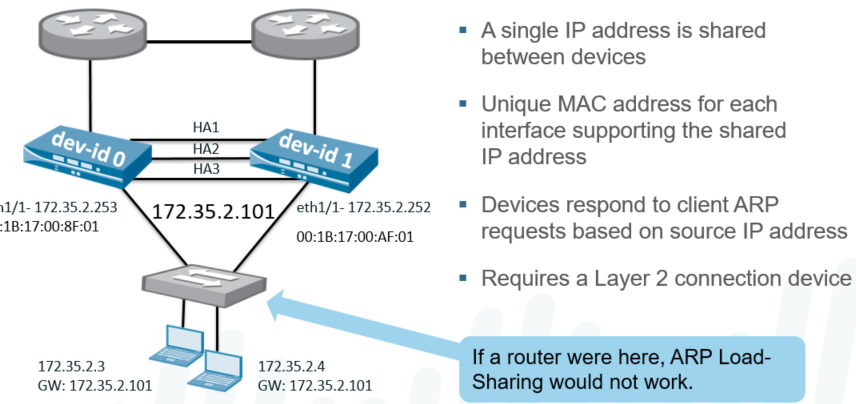 HA1
HA2
HA3
dev-id 0
dev-id 1
h1/1- 172.35.2.253
:1B:17:00:8F:01
172.35.2.101
eth1/1- 172.35.2.252
00:1B:17:00:AF:01
172.35.2.3
GW: 172.35.2.101
172.35.2.4
GW: 172.35.2.101
▪ A single IP address is shared
between devices
▪ Unique MAC address for each
interface supporting the shared
IP address
▪ Devices respond to client ARP
requests based on source IP address
▪ Requires a Layer 2 connection device
If a router were here, ARP Load-
Sharing would not work.